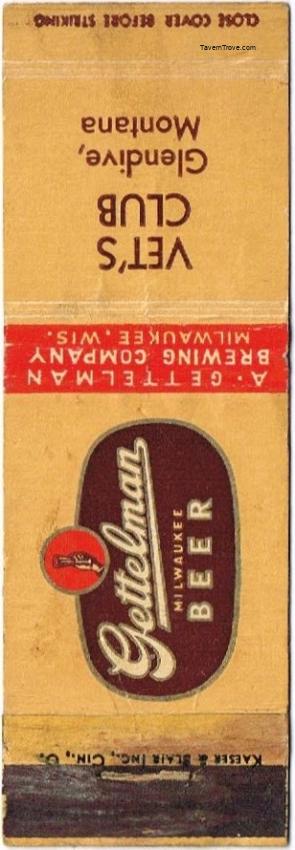 CLOSE COVER BEFORE STRIKING
TavernTrove.com
VET'S
CLUB
Glendive,
Montana
A·GETTELMAN
BREWING COMPANY
MILWAUKEE, WIS.
Gettelman
MILWAUKEE
BEER
KAESER & BLAIR INC., CIN., O.